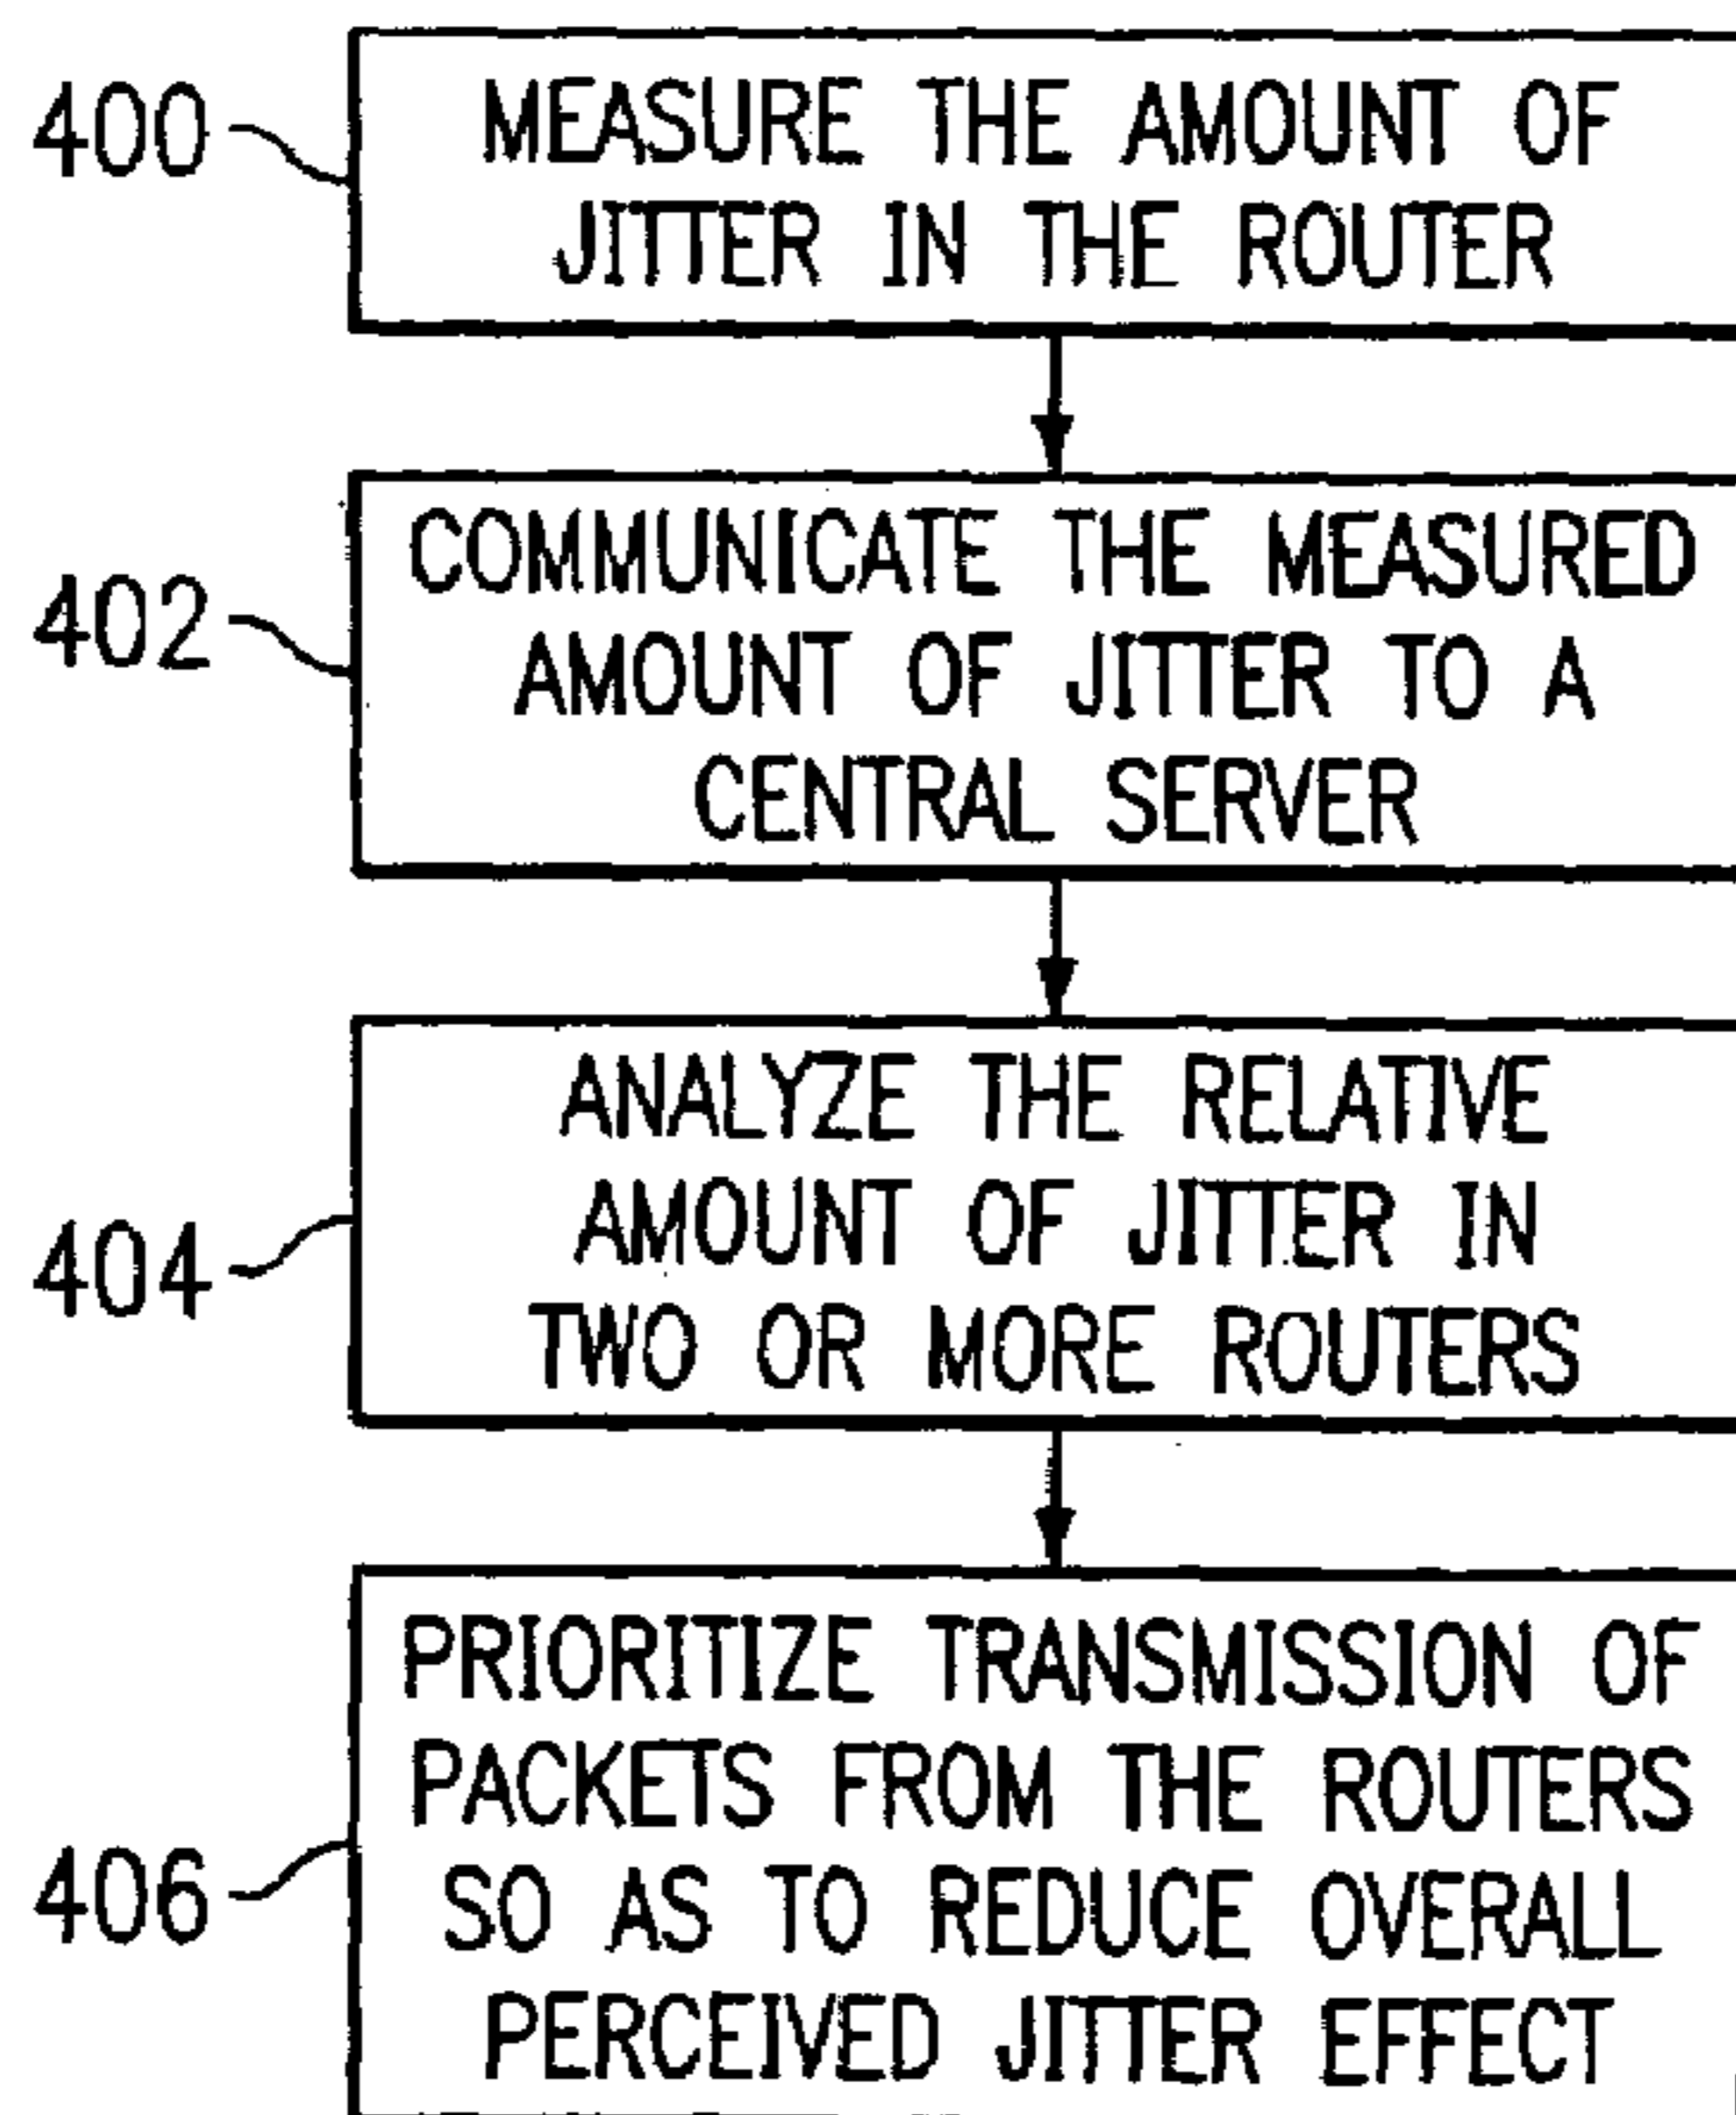 400
MEASURE THE AMOUNT OF
JITTER IN THE ROUTER
402
COMMUNICATE THE MEASURED
AMOUNT OF JITTER TO A
CENTRAL SERVER
404
ANALYZE THE RELATIVE
AMOUNT OF JITTER IN
TWO OR MORE ROUTERS
406
PRIORITIZE TRANSMISSION OF
PACKETS FROM THE ROUTERS
SO AS TO REDUCE OVERALL
PERCEIVED JITTER EFFECT